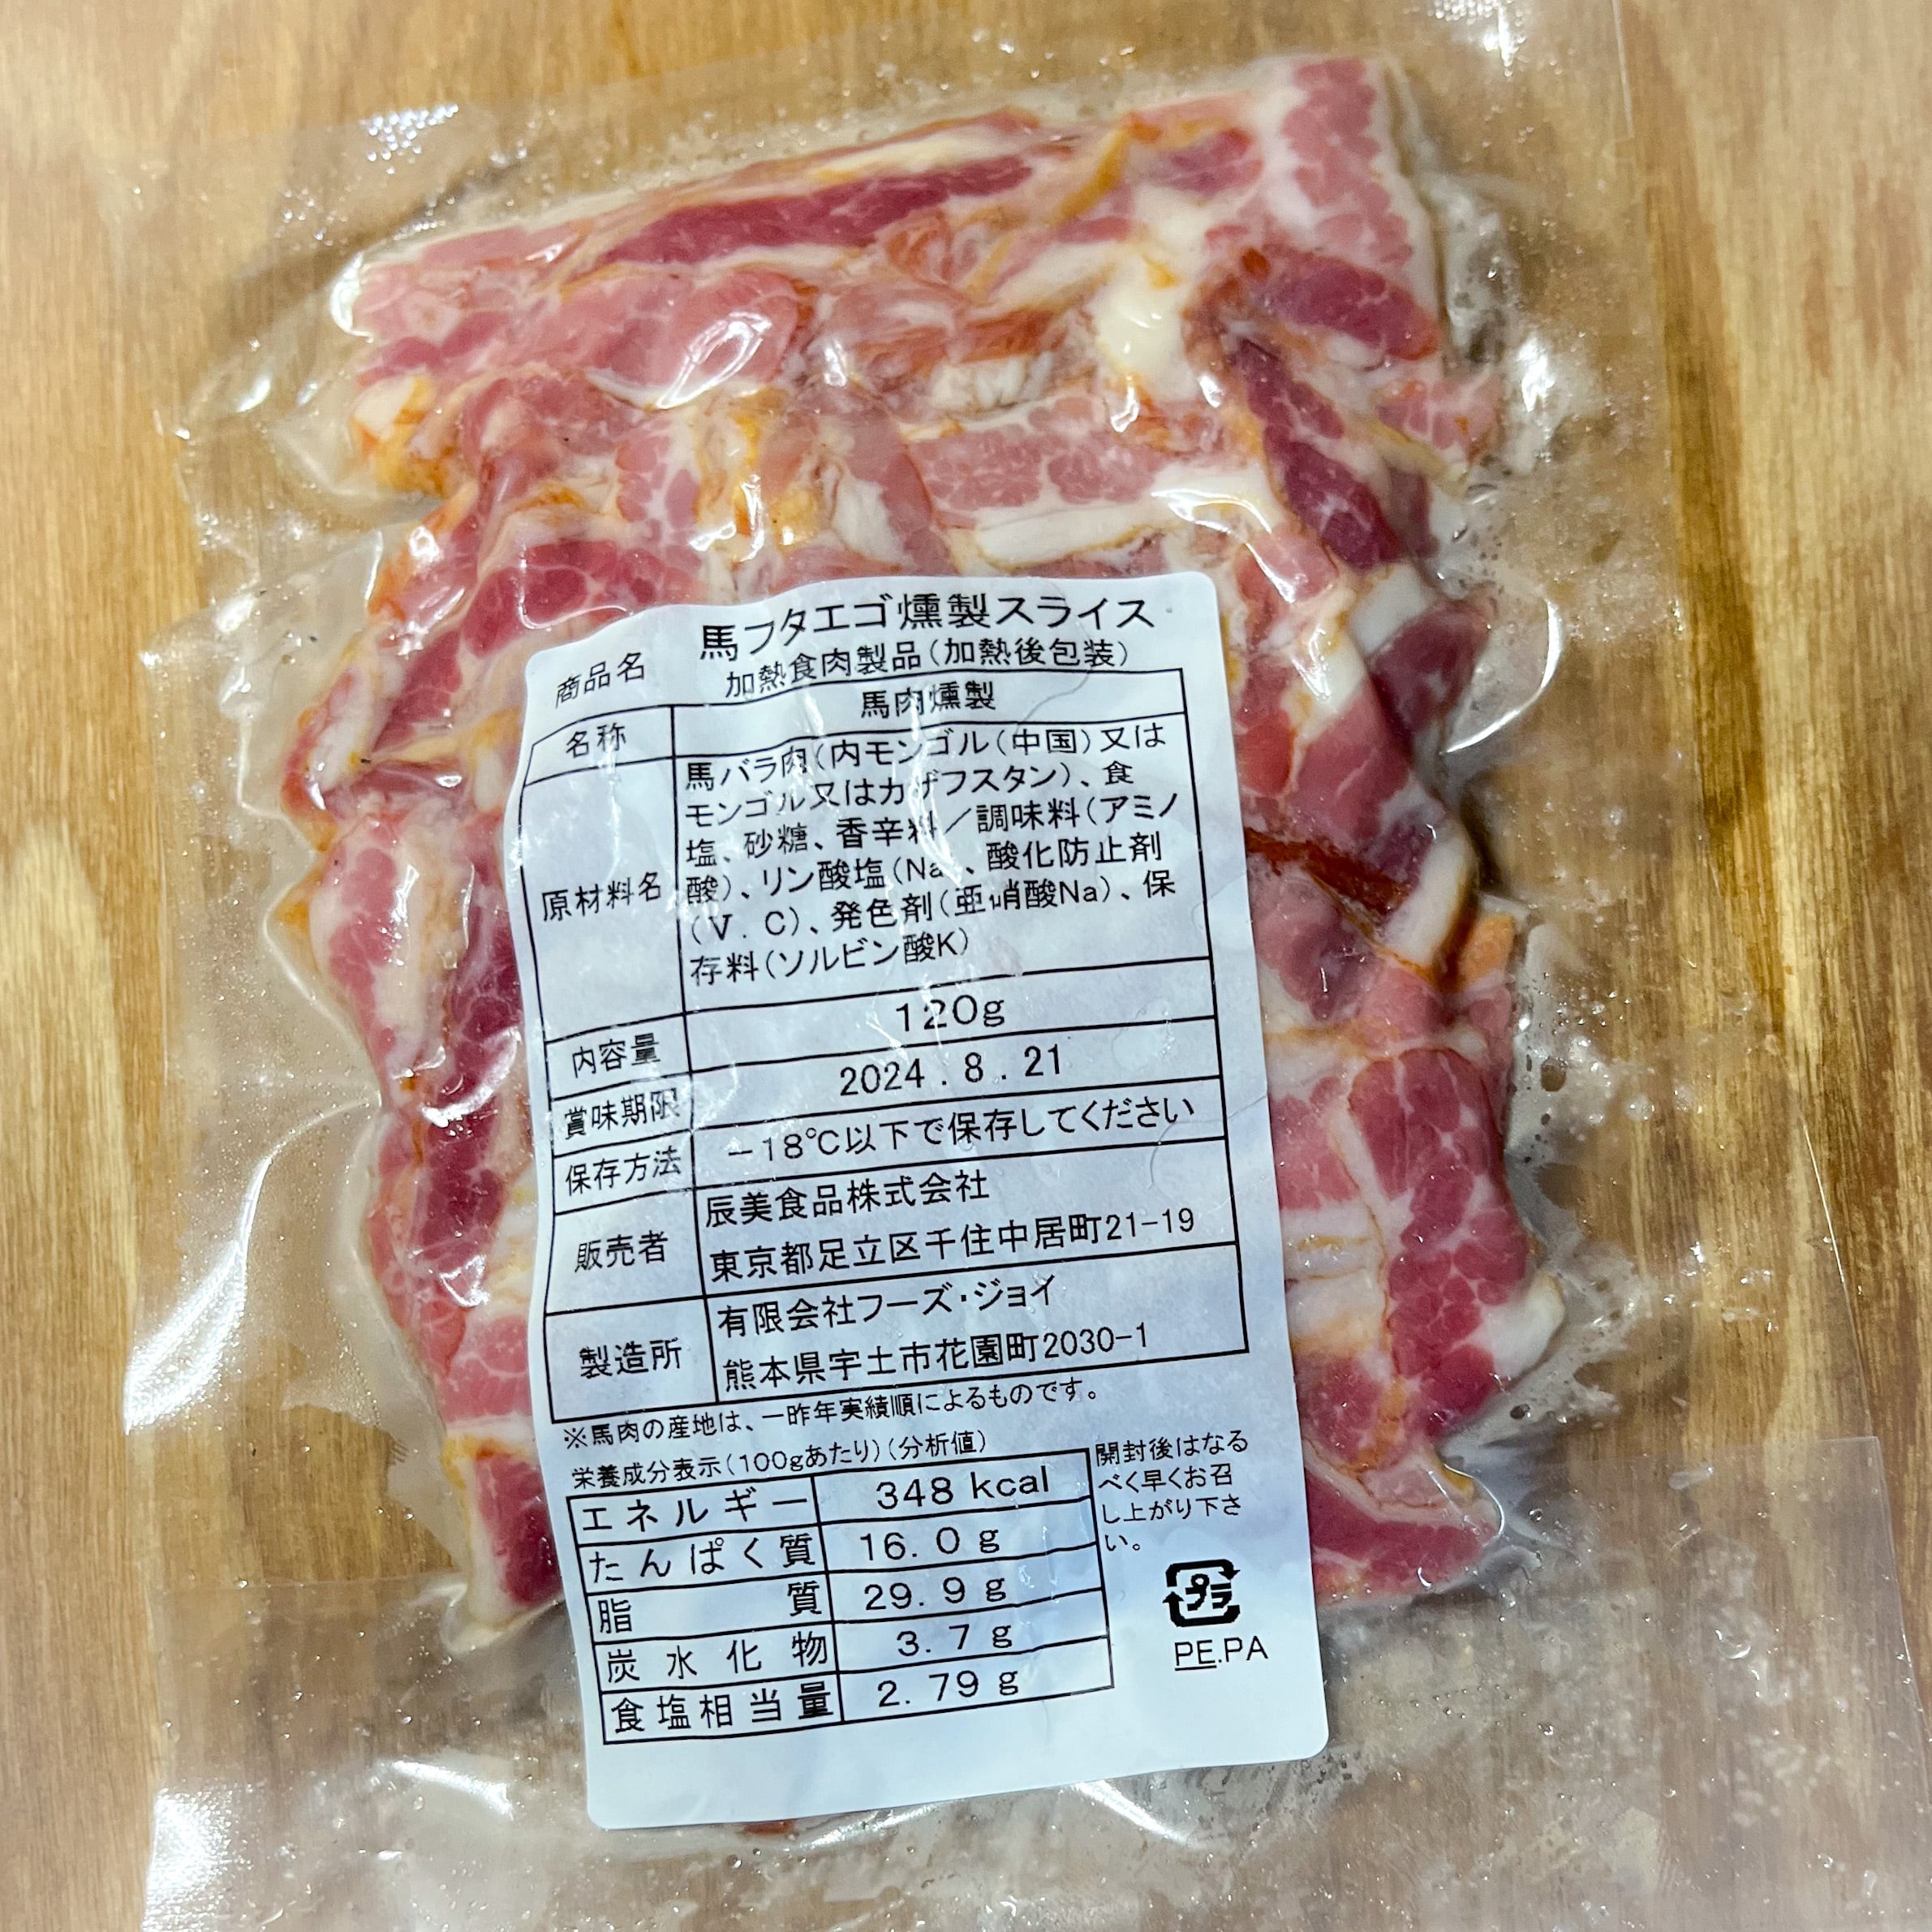 商品名 馬フタエゴ燻製スライス
加熱食肉製品(加熱後包装)
名称 馬肉燻製
原材料名 馬バラ肉(内モンゴル(中国)又は
モンゴル又はカザフスタン)、食
塩、砂糖、香辛料/調味料(アミノ
酸)、リン酸塩(Na)、酸化防止剤
(V.C)、発色剤(亜硝酸Na)、保
存料(ソルビン酸K)
内容量 120g
賞味期限 2024.8.21
保存方法 -18℃以下で保存してください
販売者 辰美食品株式会社
東京都足立区千住中居町21-19
製造所 有限会社フーズ・ジョイ
熊本県宇土市花園町2030-1
※馬肉の産地は、一昨年実績順によるものです。
栄養成分表示(100gあたり)(分析値)
エネルギー 348 kcal
たんぱく質 16.0 g
脂質 29.9 g
炭水化物 3.7 g
食塩相当量 2.79 g
開封後はなる
べく早くお召
し上がり下さ
い。
プラ
PE.PA